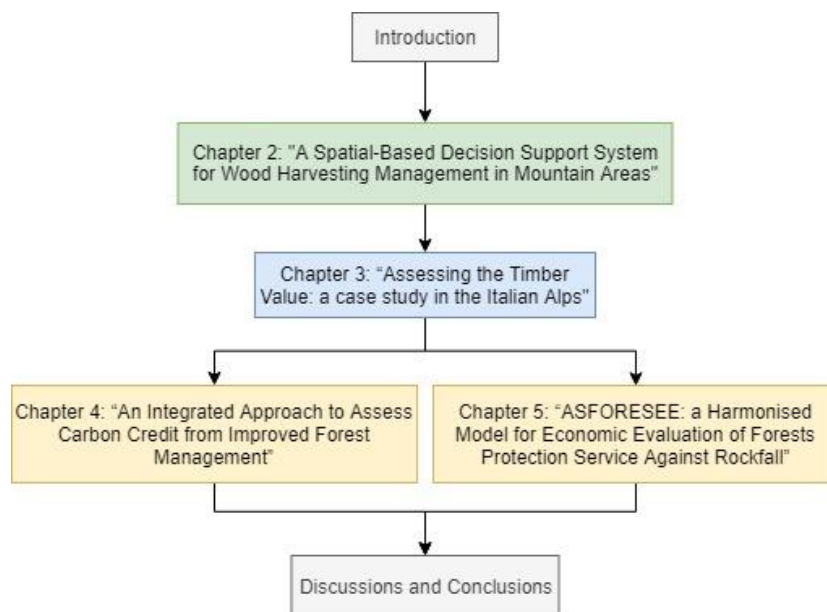 Introduction
Chapter 2: "A Spatial-Based Decision Support System
for Wood Harvesting Management in Mountain Areas"
Chapter 3: “Assessing the Timber
Value: a case study in the Italian Alps”
Chapter 4: “An Integrated Approach to Assess
Carbon Credit from Improved Forest
Management”
Chapter 5: “ASFORESEE: a Harmonised
Model for Economic Evaluation of Forests
Protection Service Against Rockfall”
Discussions and Conclusions